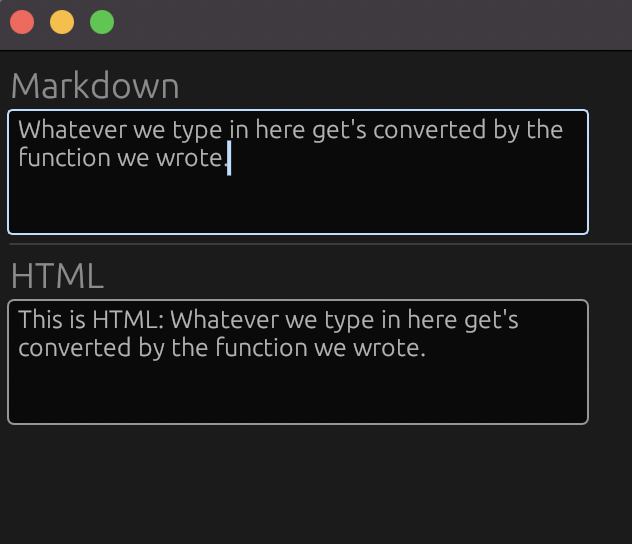 Markdown
Whatever we type in here get's converted by the
function we wrote.
HTML
This is HTML: Whatever we type in here get's
converted by the function we wrote.